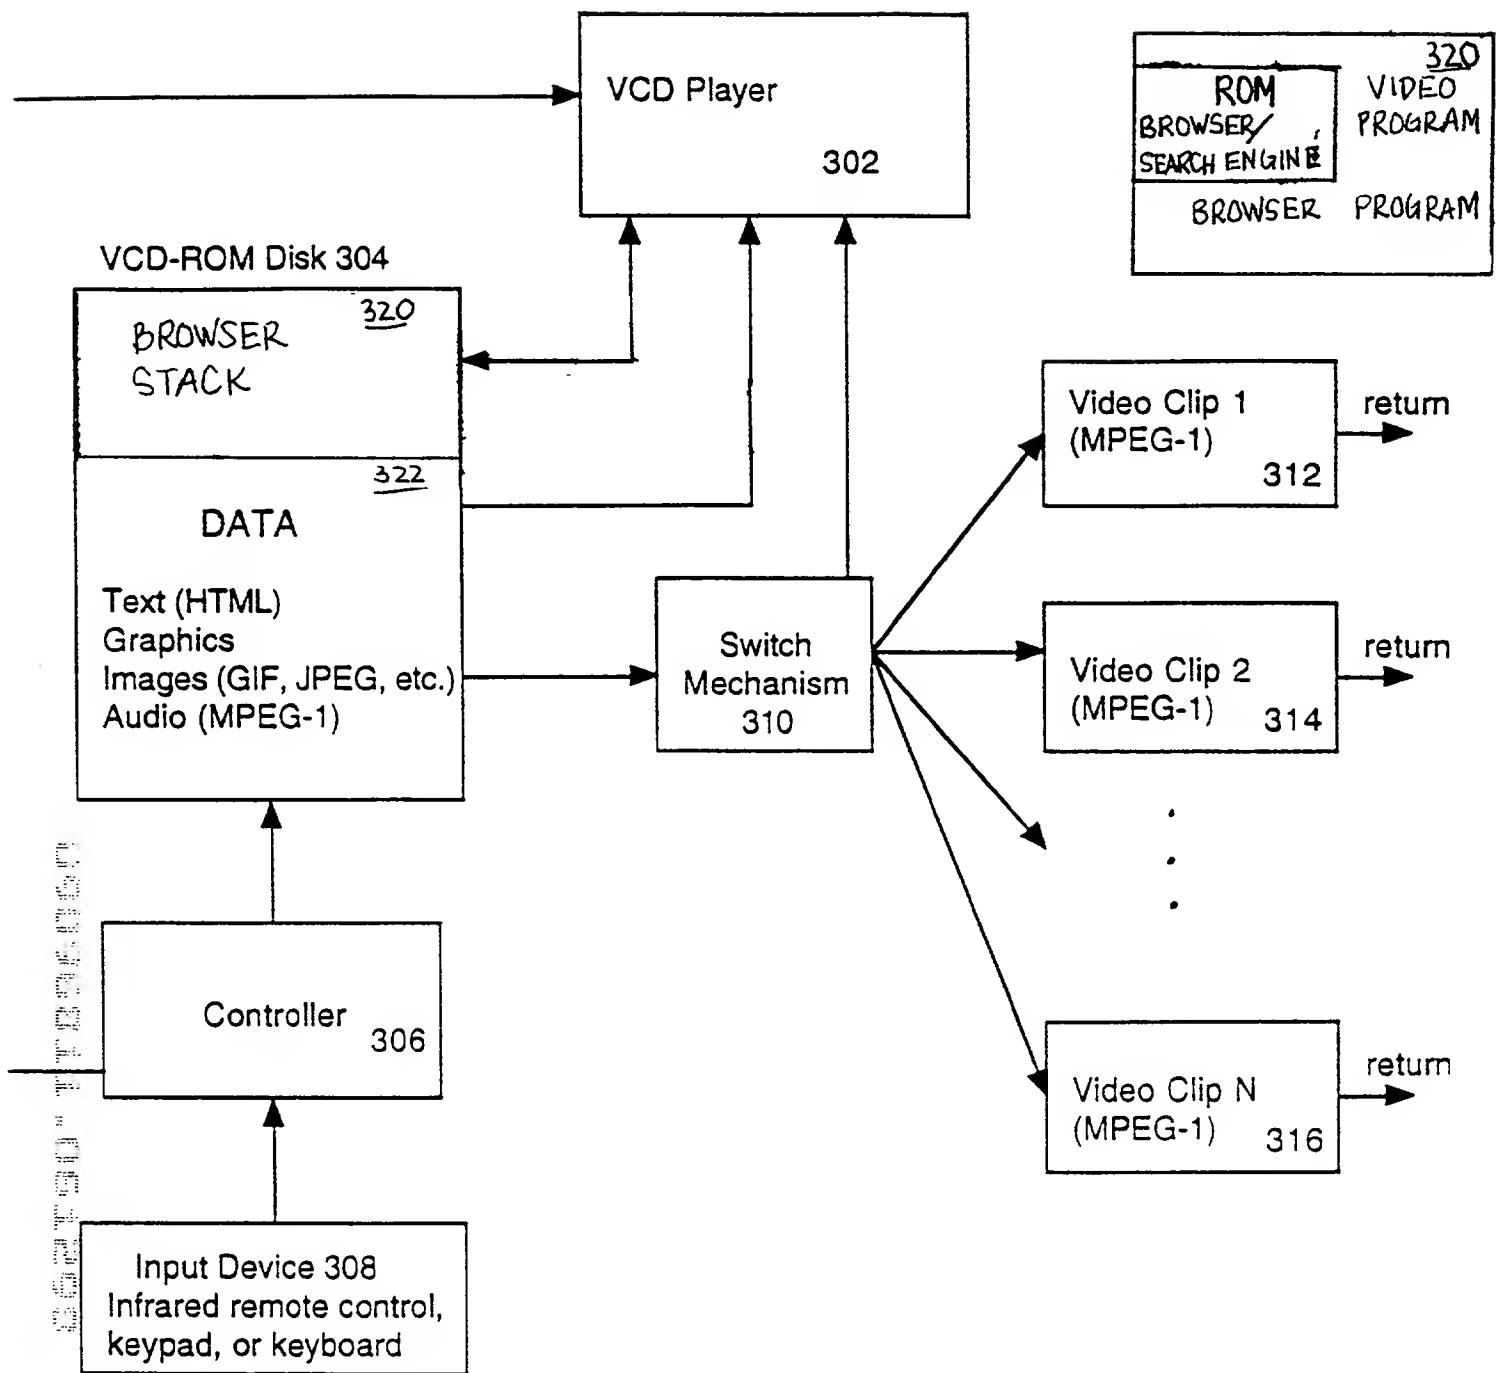 VCD Player
302
320
ROM
BROWSER/
SEARCH ENGINE
VIDEO
PROGRAM
BROWSER PROGRAM
VCD-ROM Disk 304
320
BROWSER
STACK
322
DATA
Text (HTML)
Graphics
Images (GIF, JPEG, etc.)
Audio (MPEG-1)
Switch
Mechanism
310
Video Clip 1
(MPEG-1)
312
return
Video Clip 2
(MPEG-1)
314
return
Video Clip N
(MPEG-1)
316
return
Controller
306
Input Device 308
Infrared remote control,
keypad, or keyboard